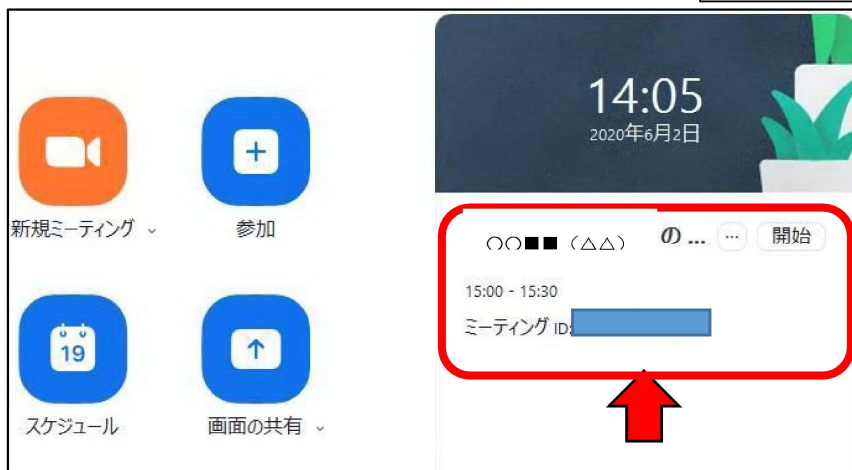 新規ミーティング
参加
19
スケジュール
画面の共有
14:05
2020年6月2日
○○■■（△△） の ... ... 開始
15:00 - 15:30
ミーティング ID: